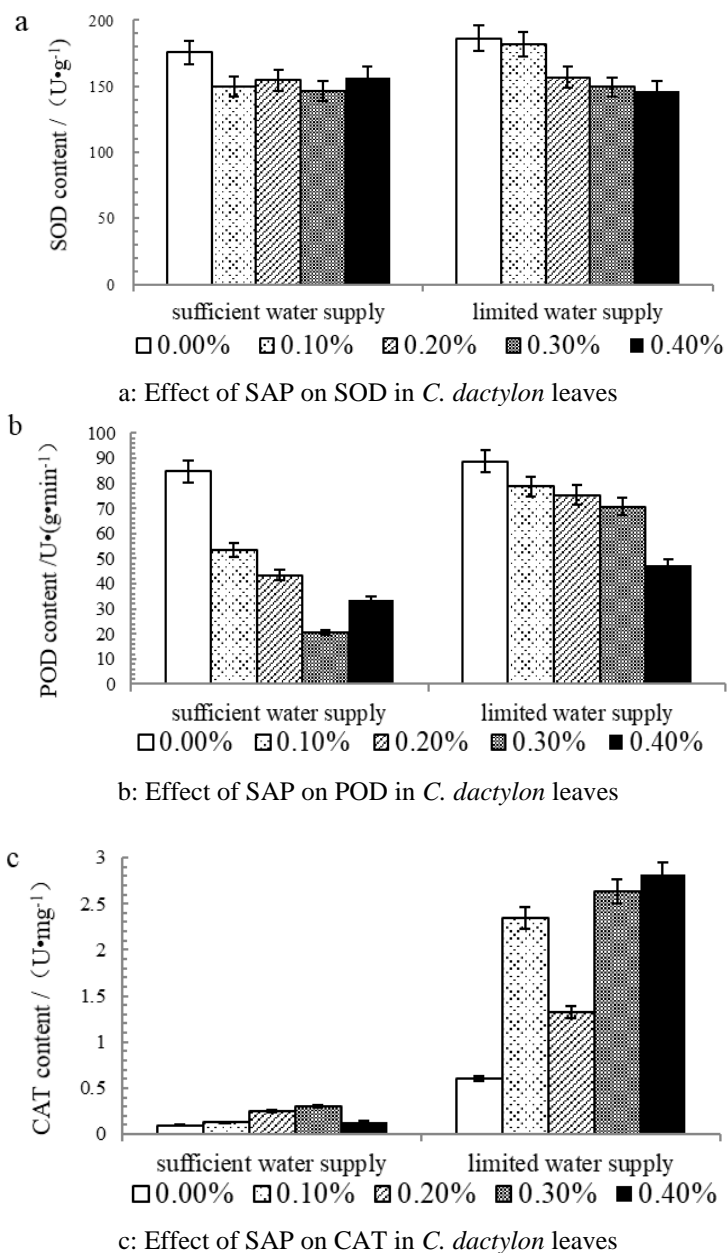 a
SOD content /（U•g-1）
200
150
100
50
0
sufficient water supply
limited water supply
0.00% 0.10% 0.20% 0.30% 0.40%
a: Effect of SAP on SOD in C. dactylon leaves
b
POD content /U•(g•min-1)
100
90
80
70
60
50
40
30
20
10
0
sufficient water supply
limited water supply
0.00% 0.10% 0.20% 0.30% 0.40%
b: Effect of SAP on POD in C. dactylon leaves
c
CAT content /（U•mg-1）
3
2.5
2
1.5
1
0.5
0
sufficient water supply
limited water supply
0.00% 0.10% 0.20% 0.30% 0.40%
c: Effect of SAP on CAT in C. dactylon leaves